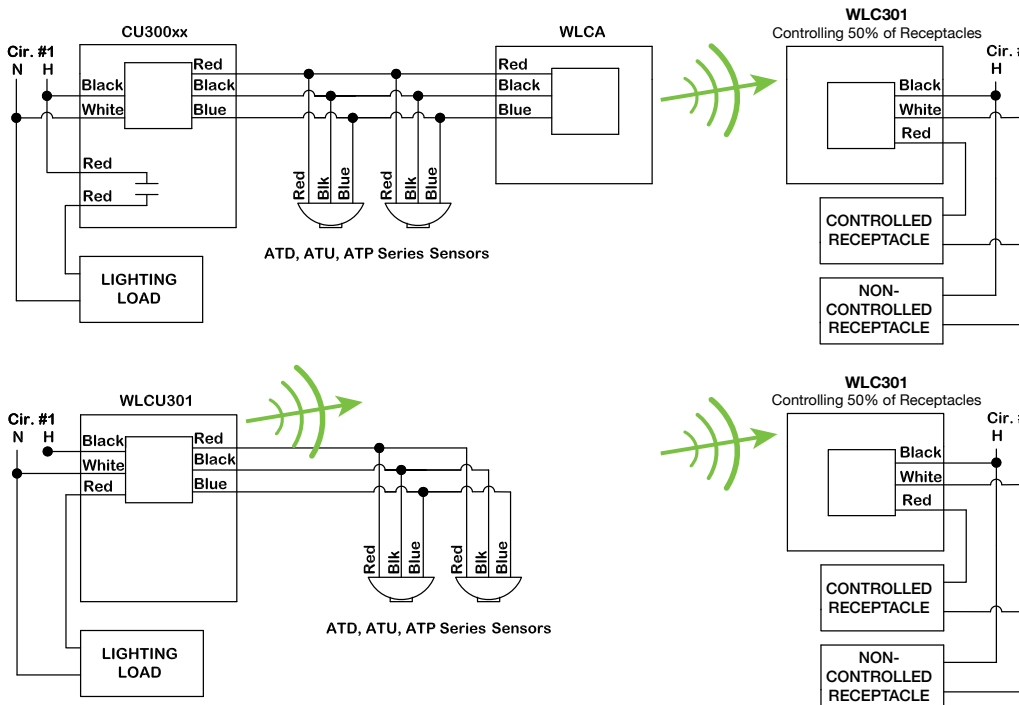 CU300xx
WLCA
WLC301
Controlling 50% of Receptacles
Cir. #1
N H
Black
White
Red
Red
Red
Black
Blue
Red
Black
Blue
Cir. #
H
Black
White
Red
Red
Blk
Blue
Red
Blk
Blue
ATD, ATU, ATP Series Sensors
LIGHTING
LOAD
CONTROLLED
RECEPTACLE
NON-
CONTROLLED
RECEPTACLE
WLCU301
WLC301
Controlling 50% of Receptacles
Cir. #1
N H
Black
White
Red
Red
Black
Blue
Cir. #
H
Black
White
Red
Red
Blk
Blue
Red
Blk
Blue
ATD, ATU, ATP Series Sensors
LIGHTING
LOAD
CONTROLLED
RECEPTACLE
NON-
CONTROLLED
RECEPTACLE